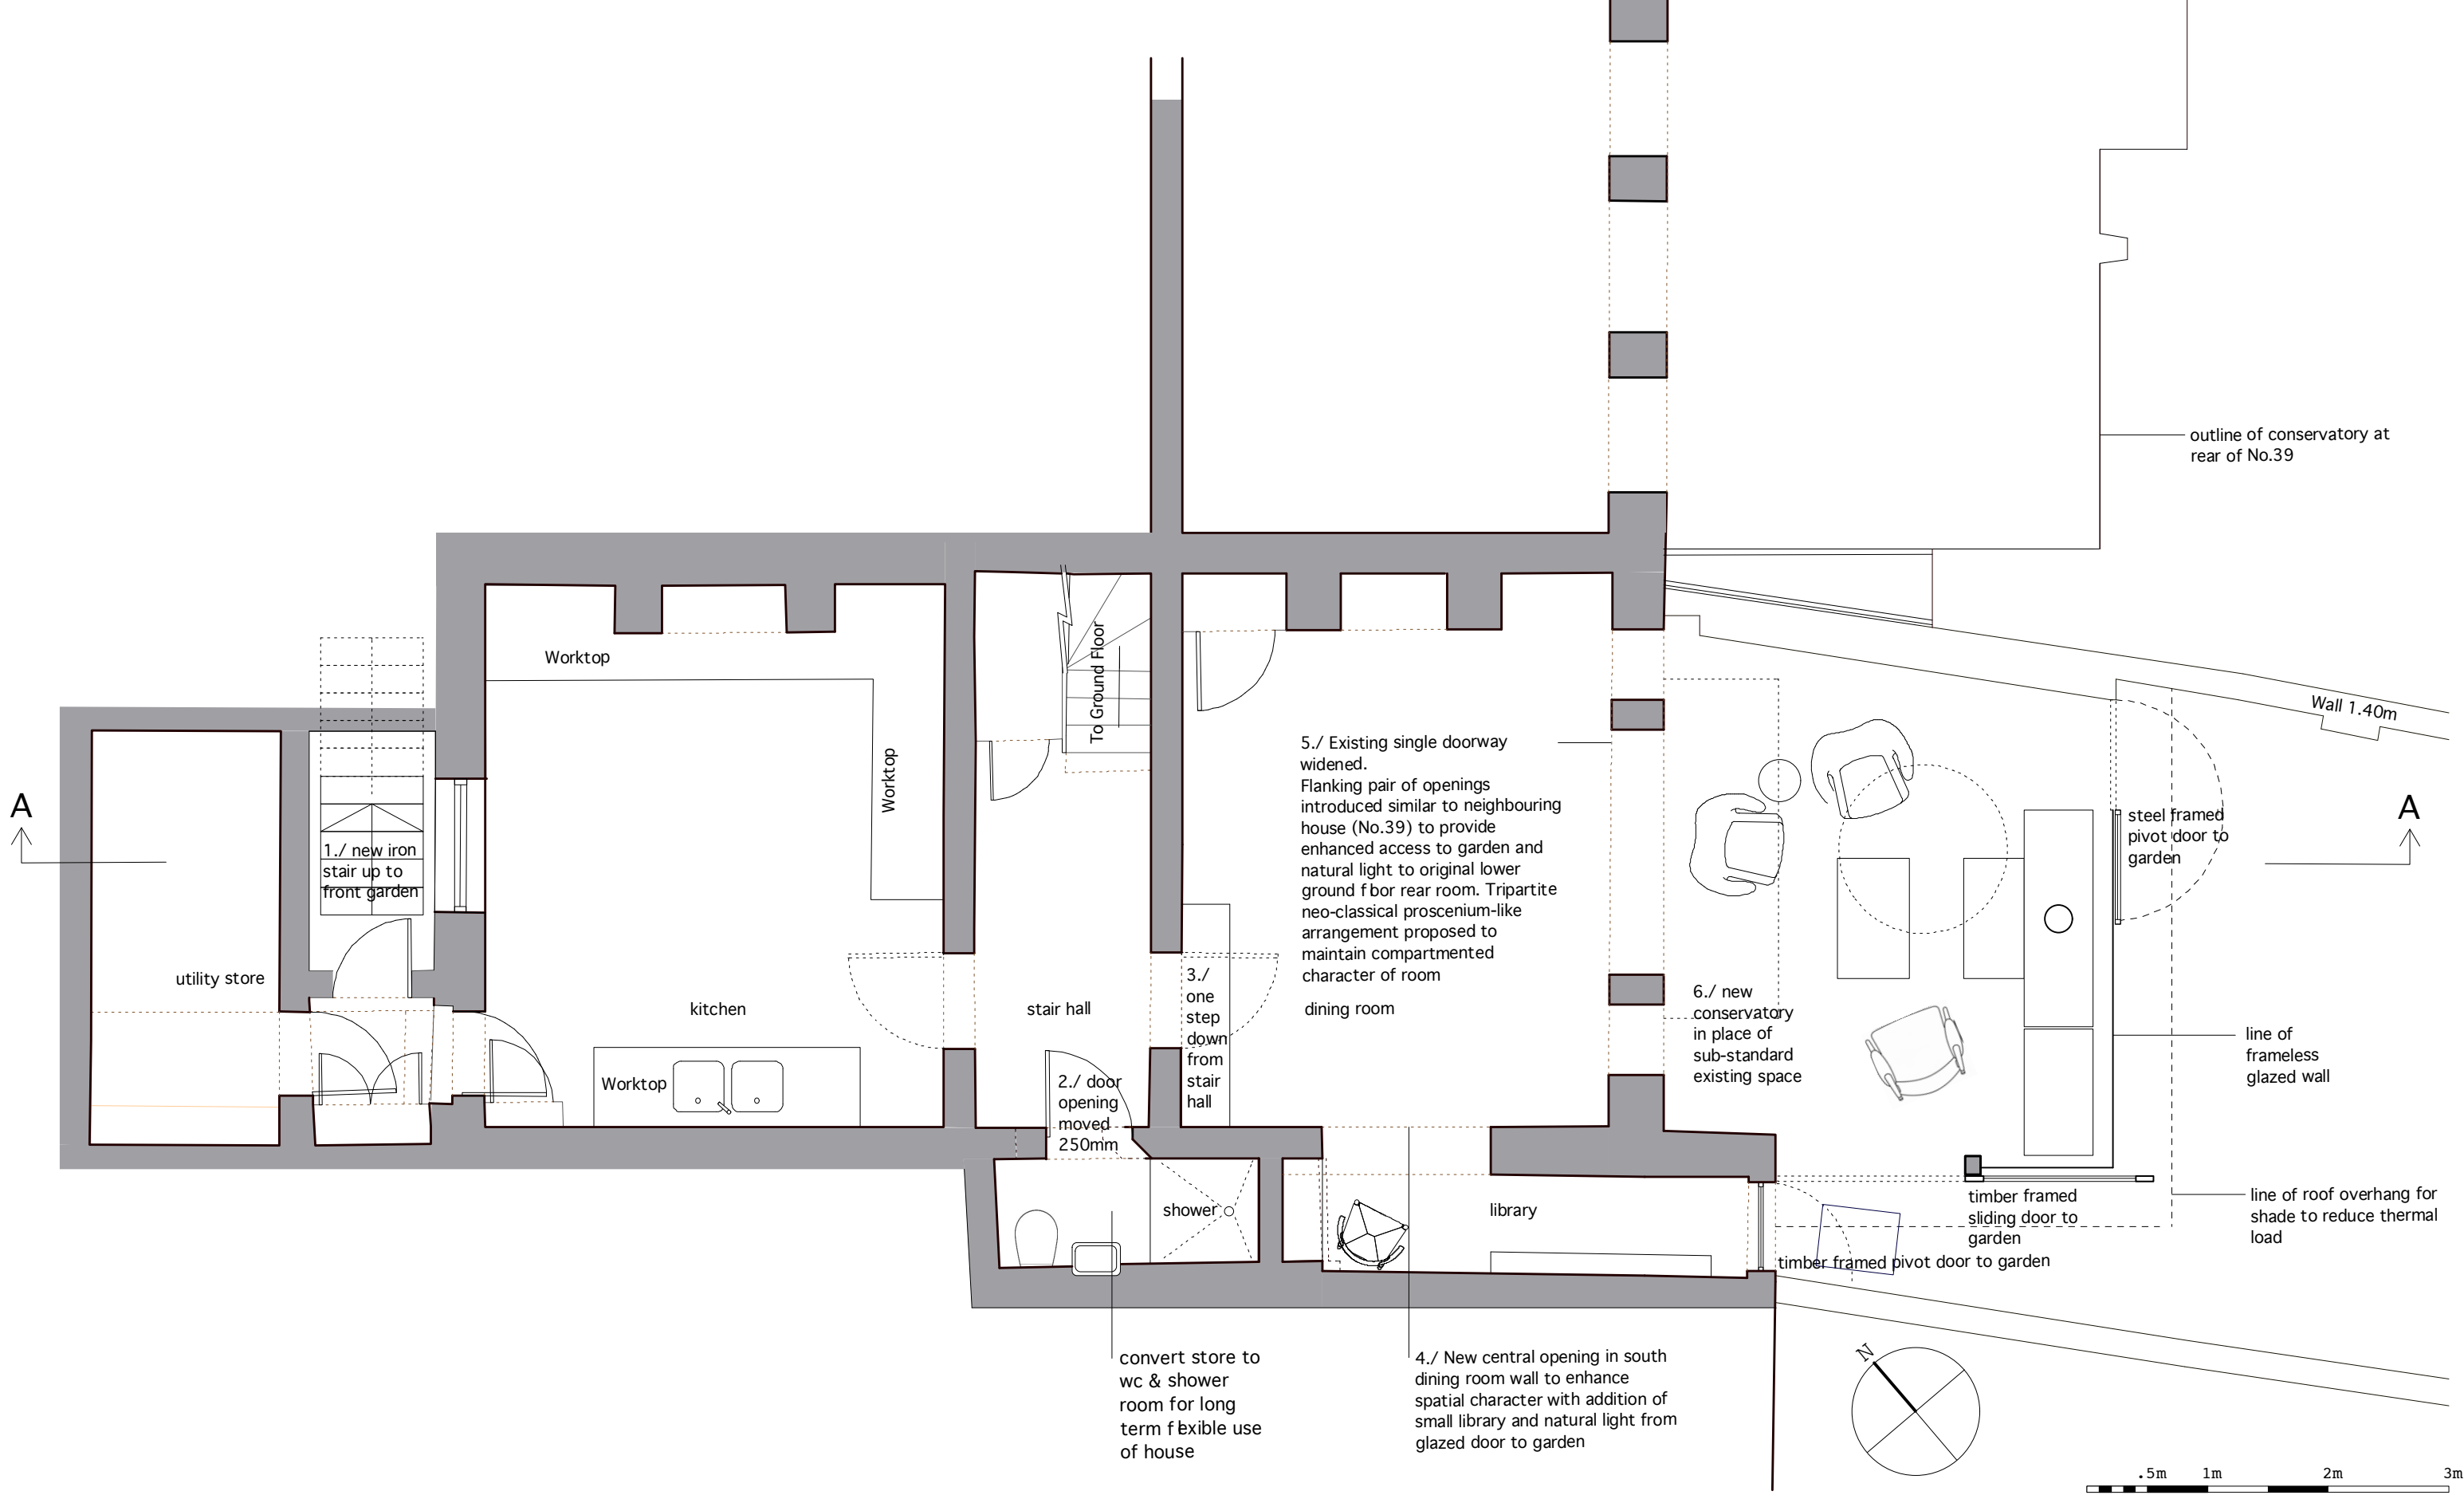 outline of conservatory at
rear of No.39
Worktop
To Ground Floor
Wall 1.40m
Worktop
A
1./ new iron
stair up to
front garden
5./ Existing single doorway
widened.
Flanking pair of openings
introduced similar to neighbouring
house (No.39) to provide
enhanced access to garden and
natural light to original lower
ground floor rear room. Tripartite
neo-classical proscenium-like
arrangement proposed to
maintain compartmented
character of room
steel framed
pivot door to
garden
A
utility store
kitchen
stair hall
3./
one
step
down
from
stair
hall
dining room
6./ new
conservatory
in place of
sub-standard
existing space
line of
frameless
glazed wall
Worktop
2./ door
opening
moved
250mm
shower
library
timber framed
sliding door to
garden
timber framed pivot door to garden
line of roof overhang for
shade to reduce thermal
load
convert store to
wc & shower
room for long
term flexible use
of house
4./ New central opening in south
dining room wall to enhance
spatial character with addition of
small library and natural light from
glazed door to garden
N
.5m 1m 2m 3m